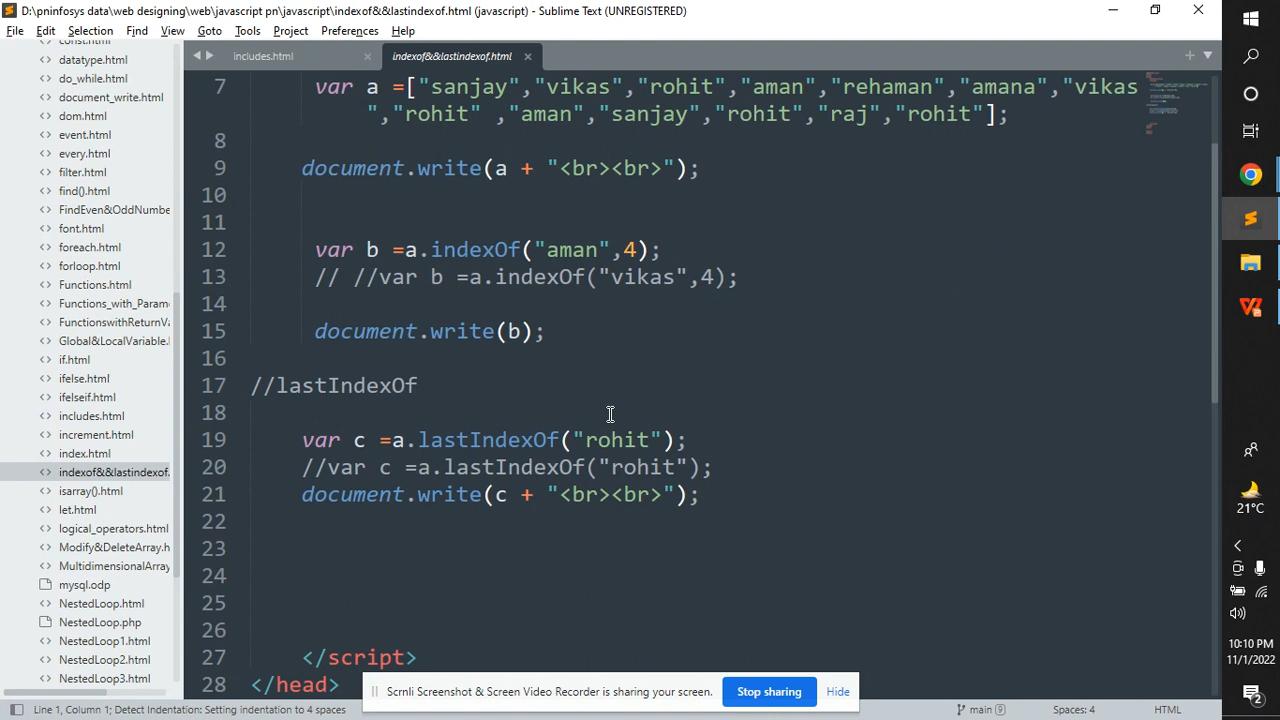 D:\pninfosys data\web designing\web\javascript pn\javascript\indexof&&lastindexof.html (javascript) - Sublime Text (UNREGISTERED)
File Edit Selection Find View Goto Tools Project Preferences Help
const.html
datatype.html
do_while.html
document_write.html
dom.html
event.html
every.html
filter.html
find().html
FindEven&OddNumbe
font.html
foreach.html
forloop.html
Functions.html
Functions_with_Param
FunctionswithReturnVa
Global&LocalVariable.h
if.html
ifelse.html
ifelseif.html
includes.html
increment.html
index.html
indexof&&lastindexof.
isarray().html
let.html
logical_operators.html
Modify&DeleteArray.h
MultidimensionalArray
mysql.odp
NestedLoop.html
NestedLoop.php
NestedLoop1.html
NestedLoop2.html
NestedLoop3.html
includes.html
indexof&&lastindexof.html
7 var a =["sanjay","vikas","rohit","aman","rehaman","amana","vikas
","rohit" ,"aman","sanjay","rohit","raj","rohit"];
8
9 document.write(a + "<br><br>");
10
11
12 var b =a.indexOf("aman",4);
13 // //var b =a.indexOf("vikas",4);
14
15 document.write(b);
16
17 //lastIndexOf
18
19 var c =a.lastIndexOf("rohit");
20 //var c =a.lastIndexOf("rohit");
21 document.write(c + "<br><br>");
22
23
24
25
26
27 </script>
28 </head>
Scrnli Screenshot & Screen Video Recorder is sharing your screen. Stop sharing Hide
Line 1, Column 1; Detect Indentation: Setting indentation to 4 spaces
main 9
Spaces: 4
HTML
21°C
10:10 PM
11/1/2022
2